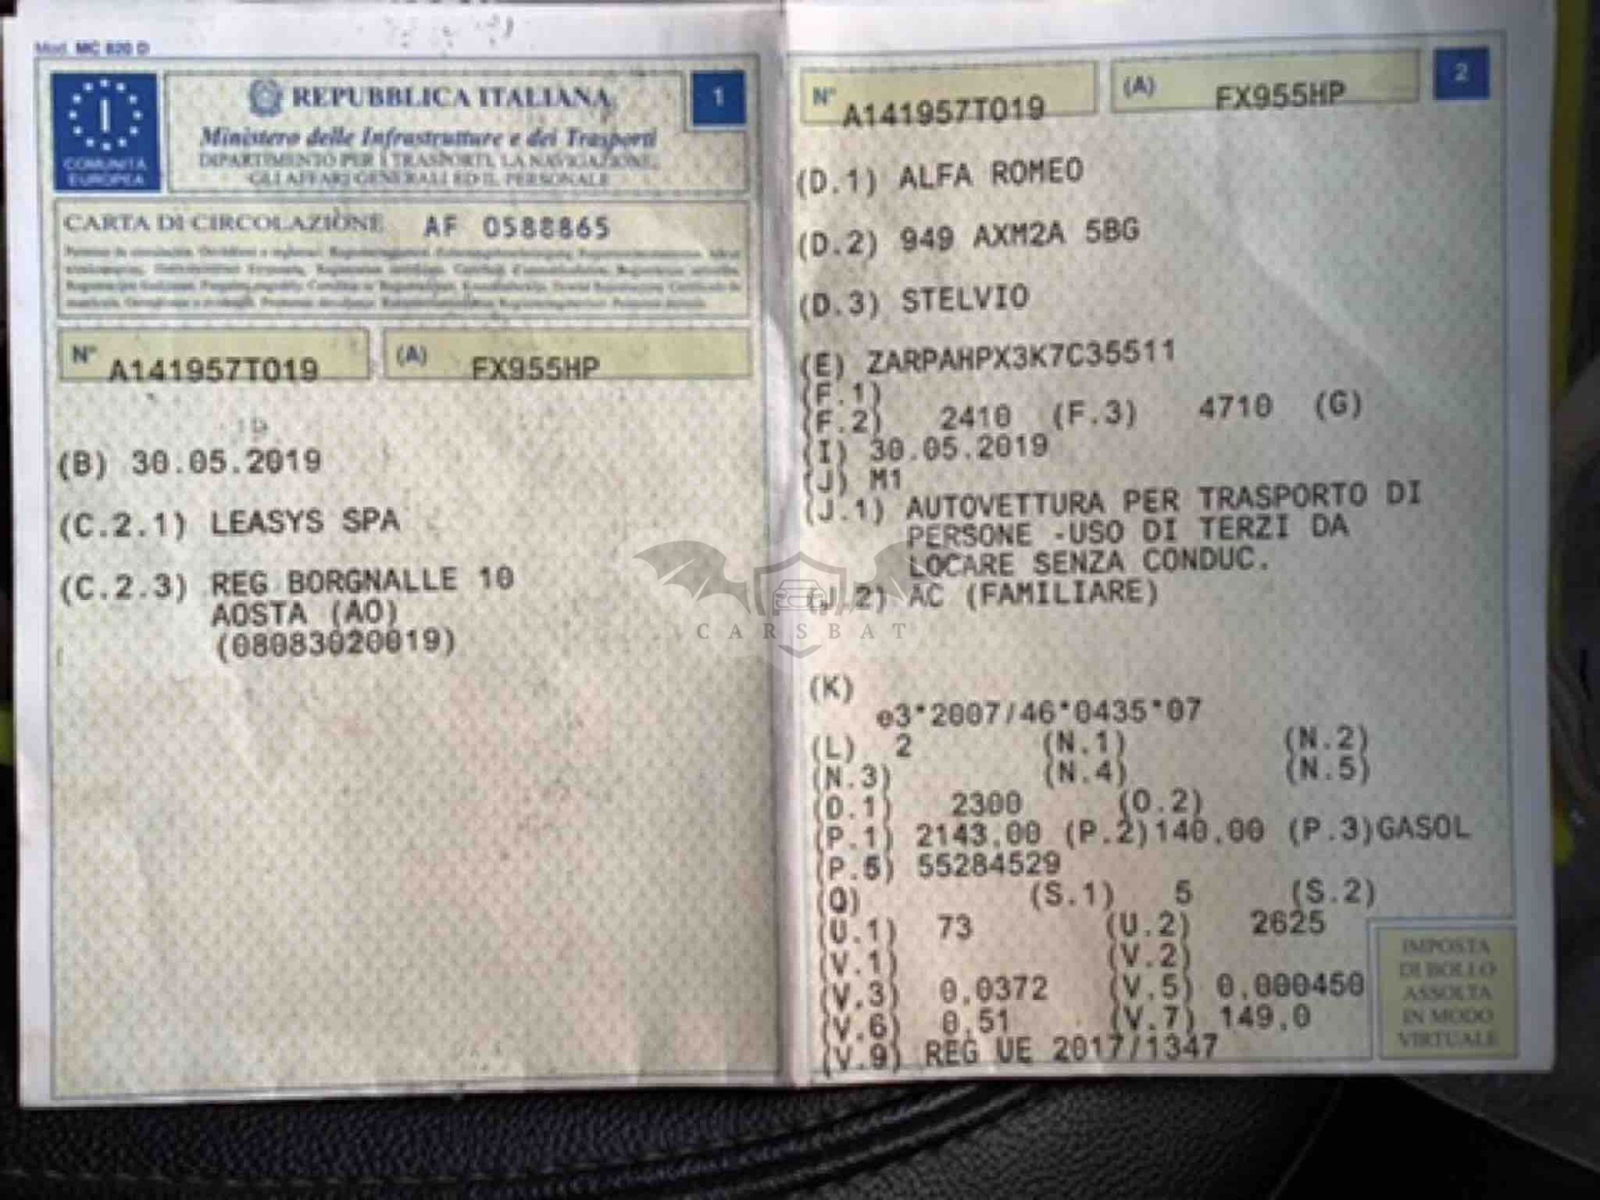 Mod. MC 820 D
I
COMUNITÀ
EUROPEA
REPUBBLICA ITALIANA
Ministero delle Infrastrutture e dei Trasporti
DIPARTIMENTO PER I TRASPORTI, LA NAVIGAZIONE,
GLI AFFARI GENERALI ED IL PERSONALE
1
CARTA DI CIRCOLAZIONE AF 0588865
N° A141957TO19 (A) FX955HP
(B) 30.05.2019
(C.2.1) LEASYS SPA
(C.2.3) REG BORGNALLE 10
AOSTA (AO)
(08083020019)
N° A141957TO19 (A) FX955HP
2
(D.1) ALFA ROMEO
(D.2) 949 AXM2A 5BG
(D.3) STELVIO
(E) ZARPAHPX3K7C35511
(F.1)
(F.2) 2410 (F.3) 4710 (G)
(I) 30.05.2019
(J) M1
(J.1) AUTOVETTURA PER TRASPORTO DI
PERSONE -USO DI TERZI DA
LOCARE SENZA CONDUC.
(J.2) AC (FAMILIARE)
CARSBAT
(K)
e3*2007/46*0435*07
(L) 2 (N.1) (N.2)
(N.3) (N.4) (N.5)
(O.1) 2300 (O.2)
(P.1) 2143.00 (P.2)140.00 (P.3)GASOL
(P.5) 55284529
(Q) (S.1) 5 (S.2)
(U.1) 73 (U.2) 2625
(V.1) (V.2)
(V.3) 0.0372 (V.5) 0.000450
(V.6) 0.51 (V.7) 149.0
(V.9) REG UE 2017/1347
IMPOSTA
DI BOLLO
ASSOLTA
IN MODO
VIRTUALE